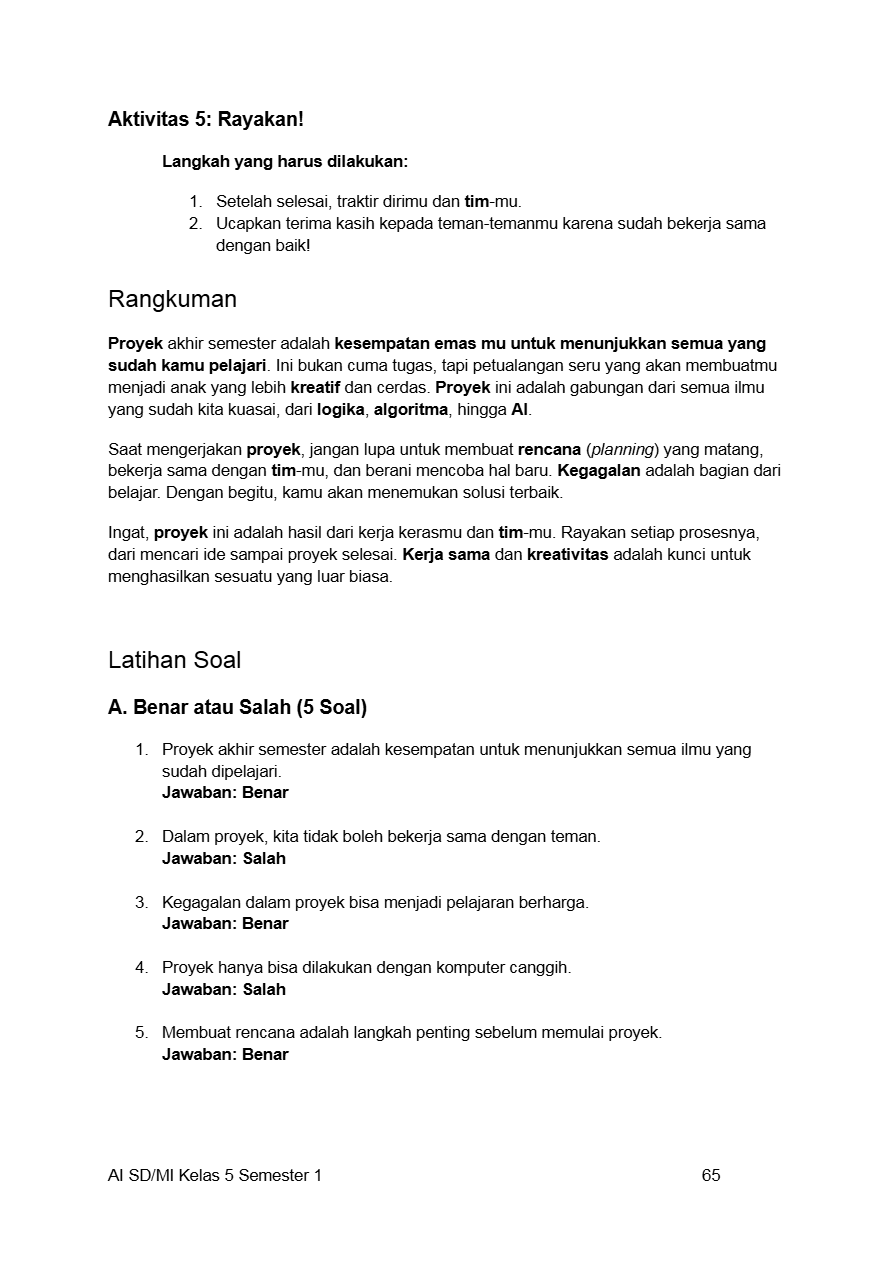 Aktivitas 5: Rayakan!
Langkah yang harus dilakukan:
1. Setelah selesai, traktir dirimu dan tim-mu.
2. Ucapkan terima kasih kepada teman-temanmu karena sudah bekerja sama
dengan baik!
Rangkuman
Proyek akhir semester adalah kesempatan emas mu untuk menunjukkan semua yang
sudah kamu pelajari. Ini bukan cuma tugas, tapi petualangan seru yang akan membuatmu
menjadi anak yang lebih kreatif dan cerdas. Proyek ini adalah gabungan dari semua ilmu
yang sudah kita kuasai, dari logika, algoritma, hingga AI.
Saat mengerjakan proyek, jangan lupa untuk membuat rencana (planning) yang matang,
bekerja sama dengan tim-mu, dan berani mencoba hal baru. Kegagalan adalah bagian dari
belajar. Dengan begitu, kamu akan menemukan solusi terbaik.
Ingat, proyek ini adalah hasil dari kerja kerasmu dan tim-mu. Rayakan setiap prosesnya,
dari mencari ide sampai proyek selesai. Kerja sama dan kreativitas adalah kunci untuk
menghasilkan sesuatu yang luar biasa.
Latihan Soal
A. Benar atau Salah (5 Soal)
1. Proyek akhir semester adalah kesempatan untuk menunjukkan semua ilmu yang
sudah dipelajari.
Jawaban: Benar
2. Dalam proyek, kita tidak boleh bekerja sama dengan teman.
Jawaban: Salah
3. Kegagalan dalam proyek bisa menjadi pelajaran berharga.
Jawaban: Benar
4. Proyek hanya bisa dilakukan dengan komputer canggih.
Jawaban: Salah
5. Membuat rencana adalah langkah penting sebelum memulai proyek.
Jawaban: Benar
AI SD/MI Kelas 5 Semester 1 65